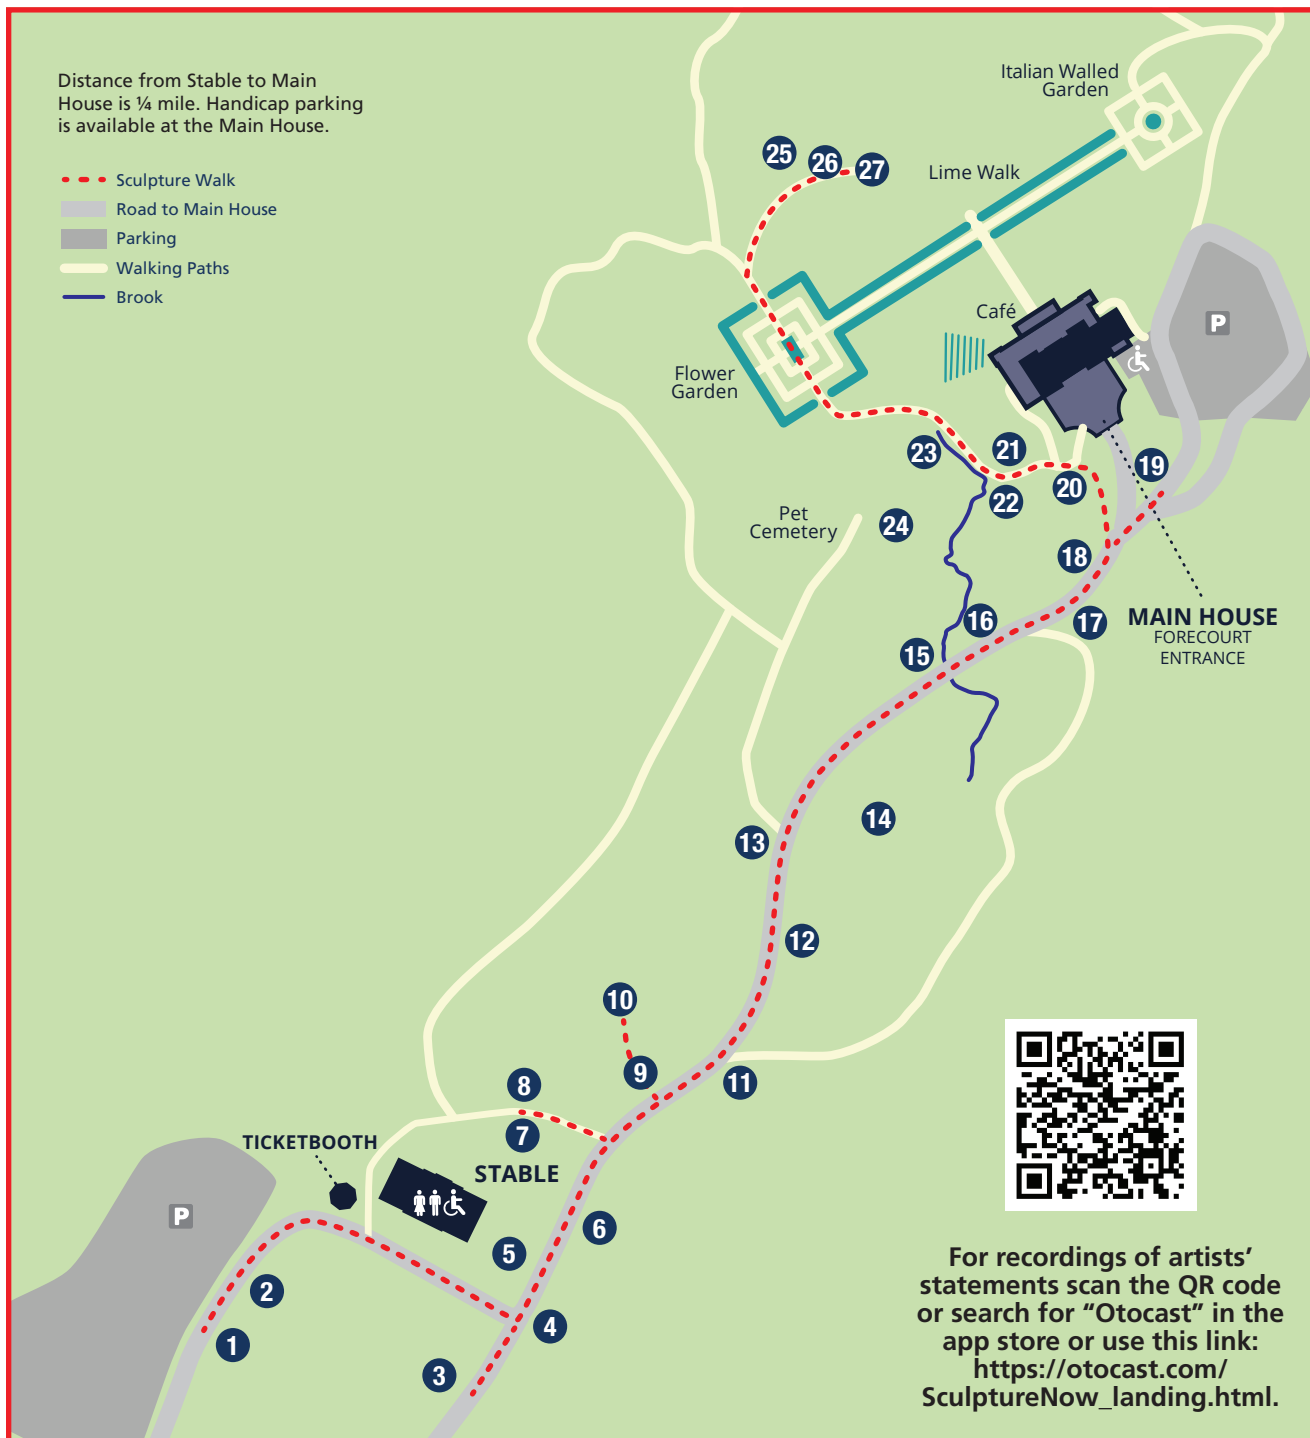 Distance from Stable to Main
House is ¼ mile. Handicap parking
is available at the Main House.
Sculpture Walk
Road to Main House
Parking
Walking Paths
Brook
Italian Walled
Garden
Lime Walk
25
26
27
Café
P
Flower
Garden
23
21
19
20
22
Pet
Cemetery
24
18
16
17
MAIN HOUSE
FORECOURT
ENTRANCE
15
14
13
12
10
9
11
8
7
TICKETBOOTH
STABLE
P
6
5
2
4
1
3
For recordings of artists’
statements scan the QR code
or search for “Otocast” in the
app store or use this link:
https://otocast.com/
SculptureNow_landing.html.